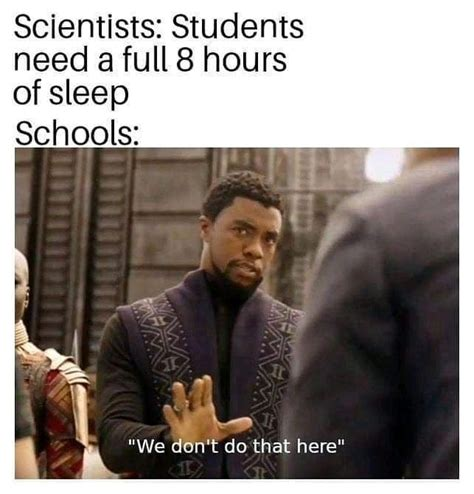 Scientists: Students
need a full 8 hours
of sleep
Schools:
"We don't do that here"